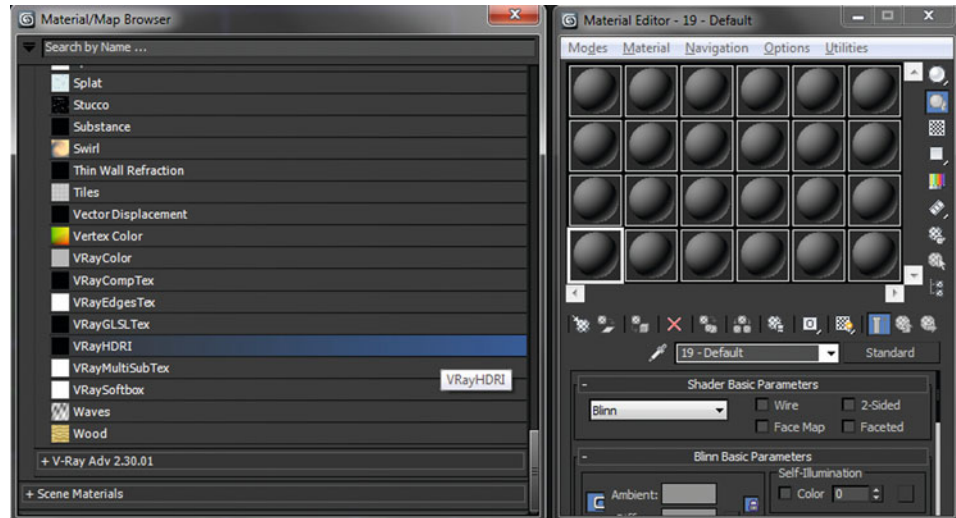 Material/Map Browser
Search by Name ...
Splat
Stucco
Substance
Swirl
Thin Wall Refraction
Tiles
Vector Displacement
Vertex Color
VRayColor
VRayCompTex
VRayEdgesTex
VRayGLSLTex
VRayHDRI
VRayMultiSubTex
VRayHDRI
VRaySoftbox
Waves
Wood
+ V-Ray Adv 2.30.01
+ Scene Materials
Material Editor - 19 - Default
Modes Material Navigation Options Utilities
19 - Default Standard
- Shader Basic Parameters
Blinn Wire 2-Sided
Face Map Faceted
- Blinn Basic Parameters
Self-Illumination
Ambient: Color 0